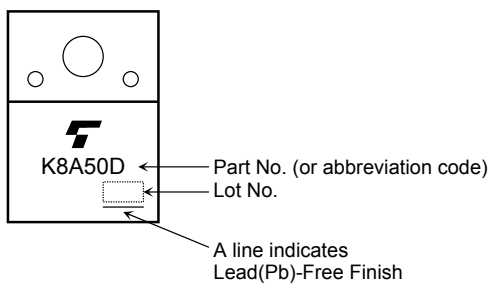 K8A50D
Part No. (or abbreviation code)
Lot No.
A line indicates
Lead(Pb)-Free Finish